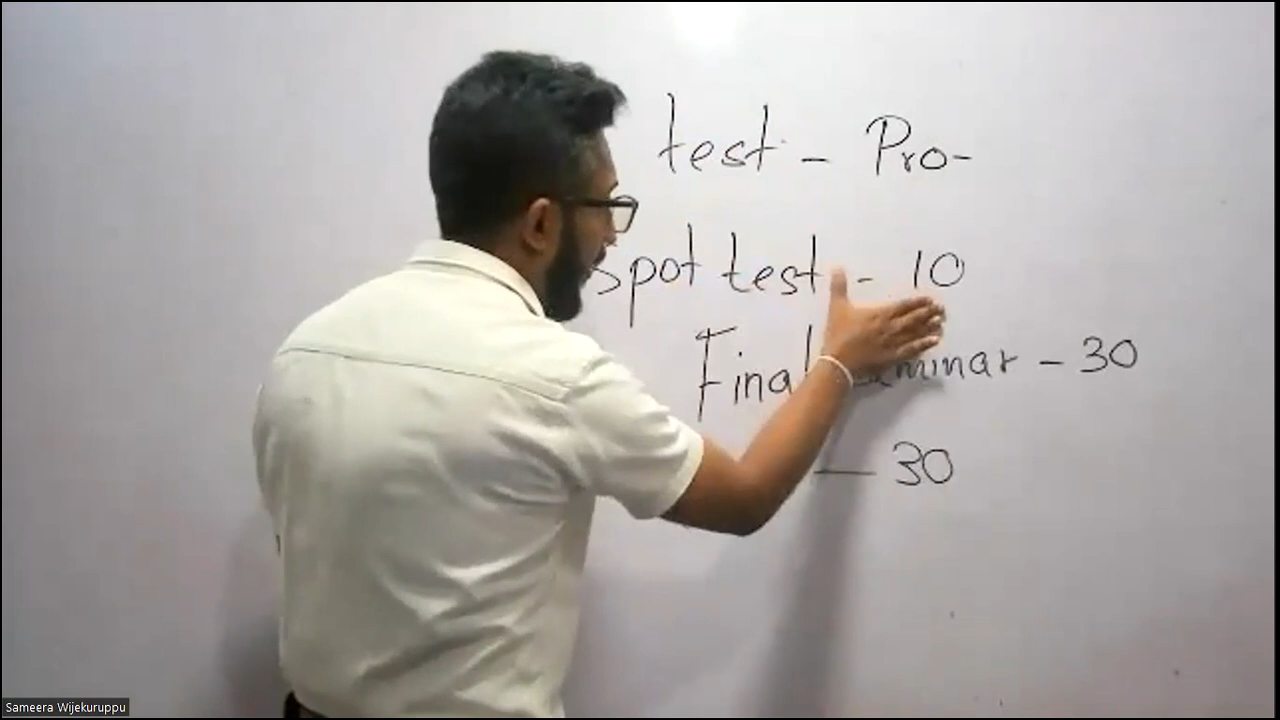 test - Pro-
Spot test - 10
Final Seminar - 30
— 30
Sameera Wijekuruppu